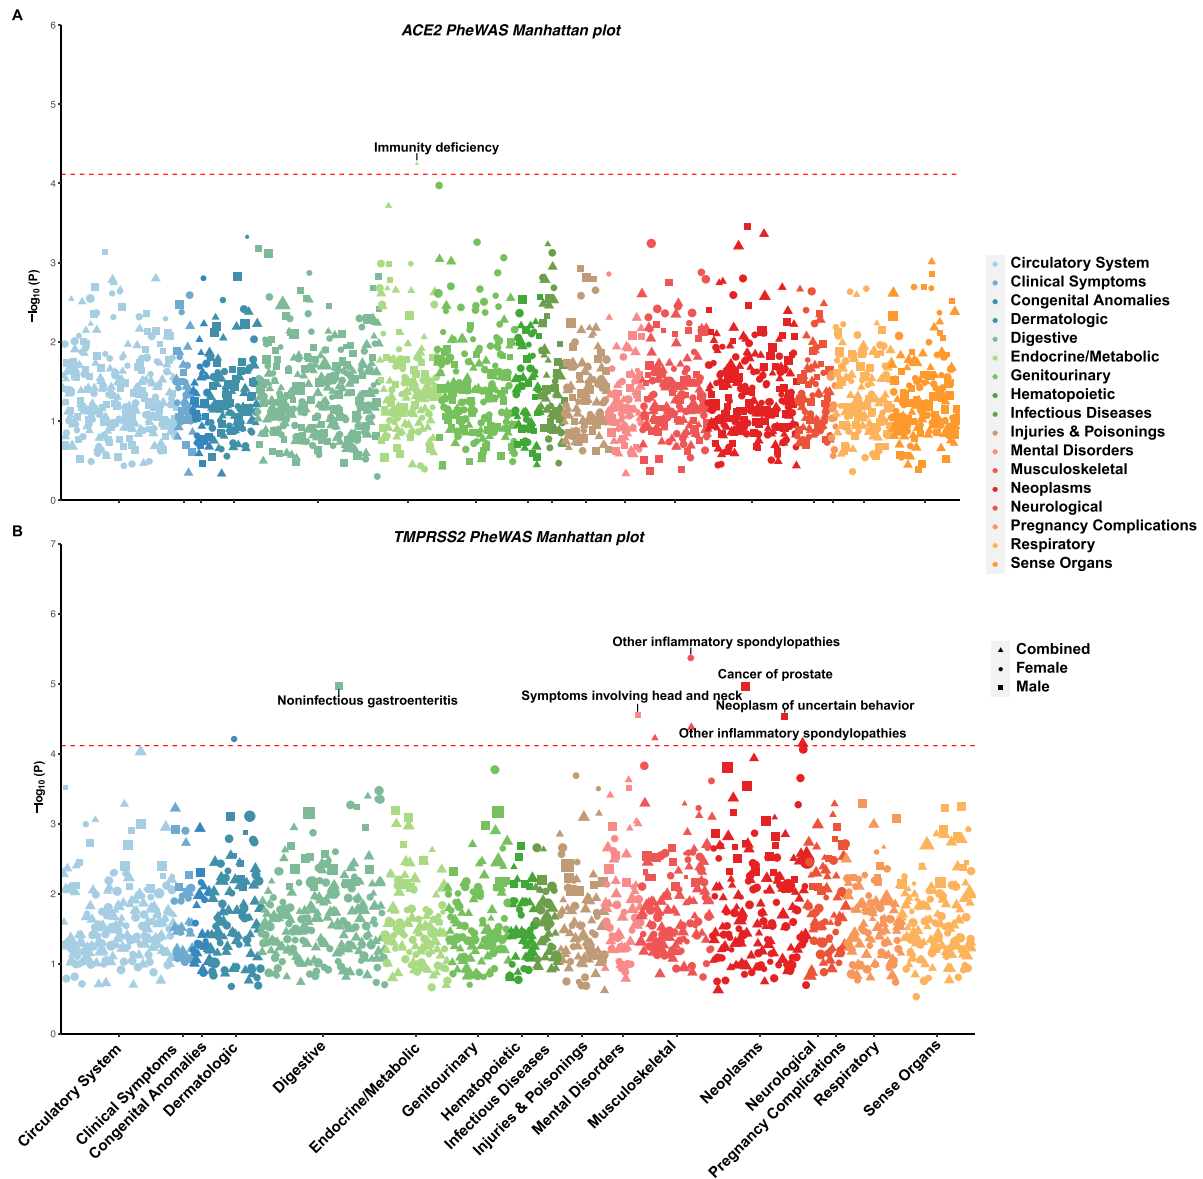 A
ACE2 PheWAS Manhattan plot
6
5
4
3
2
1
0
−log10 (P)
Immunity deficiency
Circulatory System
Clinical Symptoms
Congenital Anomalies
Dermatologic
Digestive
Endocrine/Metabolic
Genitourinary
Hematopoietic
Infectious Diseases
Injuries & Poisonings
Mental Disorders
Musculoskeletal
Neoplasms
Neurological
Pregnancy Complications
Respiratory
Sense Organs
B
TMPRSS2 PheWAS Manhattan plot
7
6
5
4
3
2
1
0
−log10 (P)
Other inflammatory spondylopathies
Cancer of prostate
Noninfectious gastroenteritis
Symptoms involving head and neck
Neoplasm of uncertain behavior
Other inflammatory spondylopathies
Combined
Female
Male
Circulatory System
Clinical Symptoms
Congenital Anomalies
Dermatologic
Digestive
Endocrine/Metabolic
Genitourinary
Hematopoietic
Infectious Diseases
Injuries & Poisonings
Mental Disorders
Musculoskeletal
Neoplasms
Neurological
Pregnancy Complications
Respiratory
Sense Organs